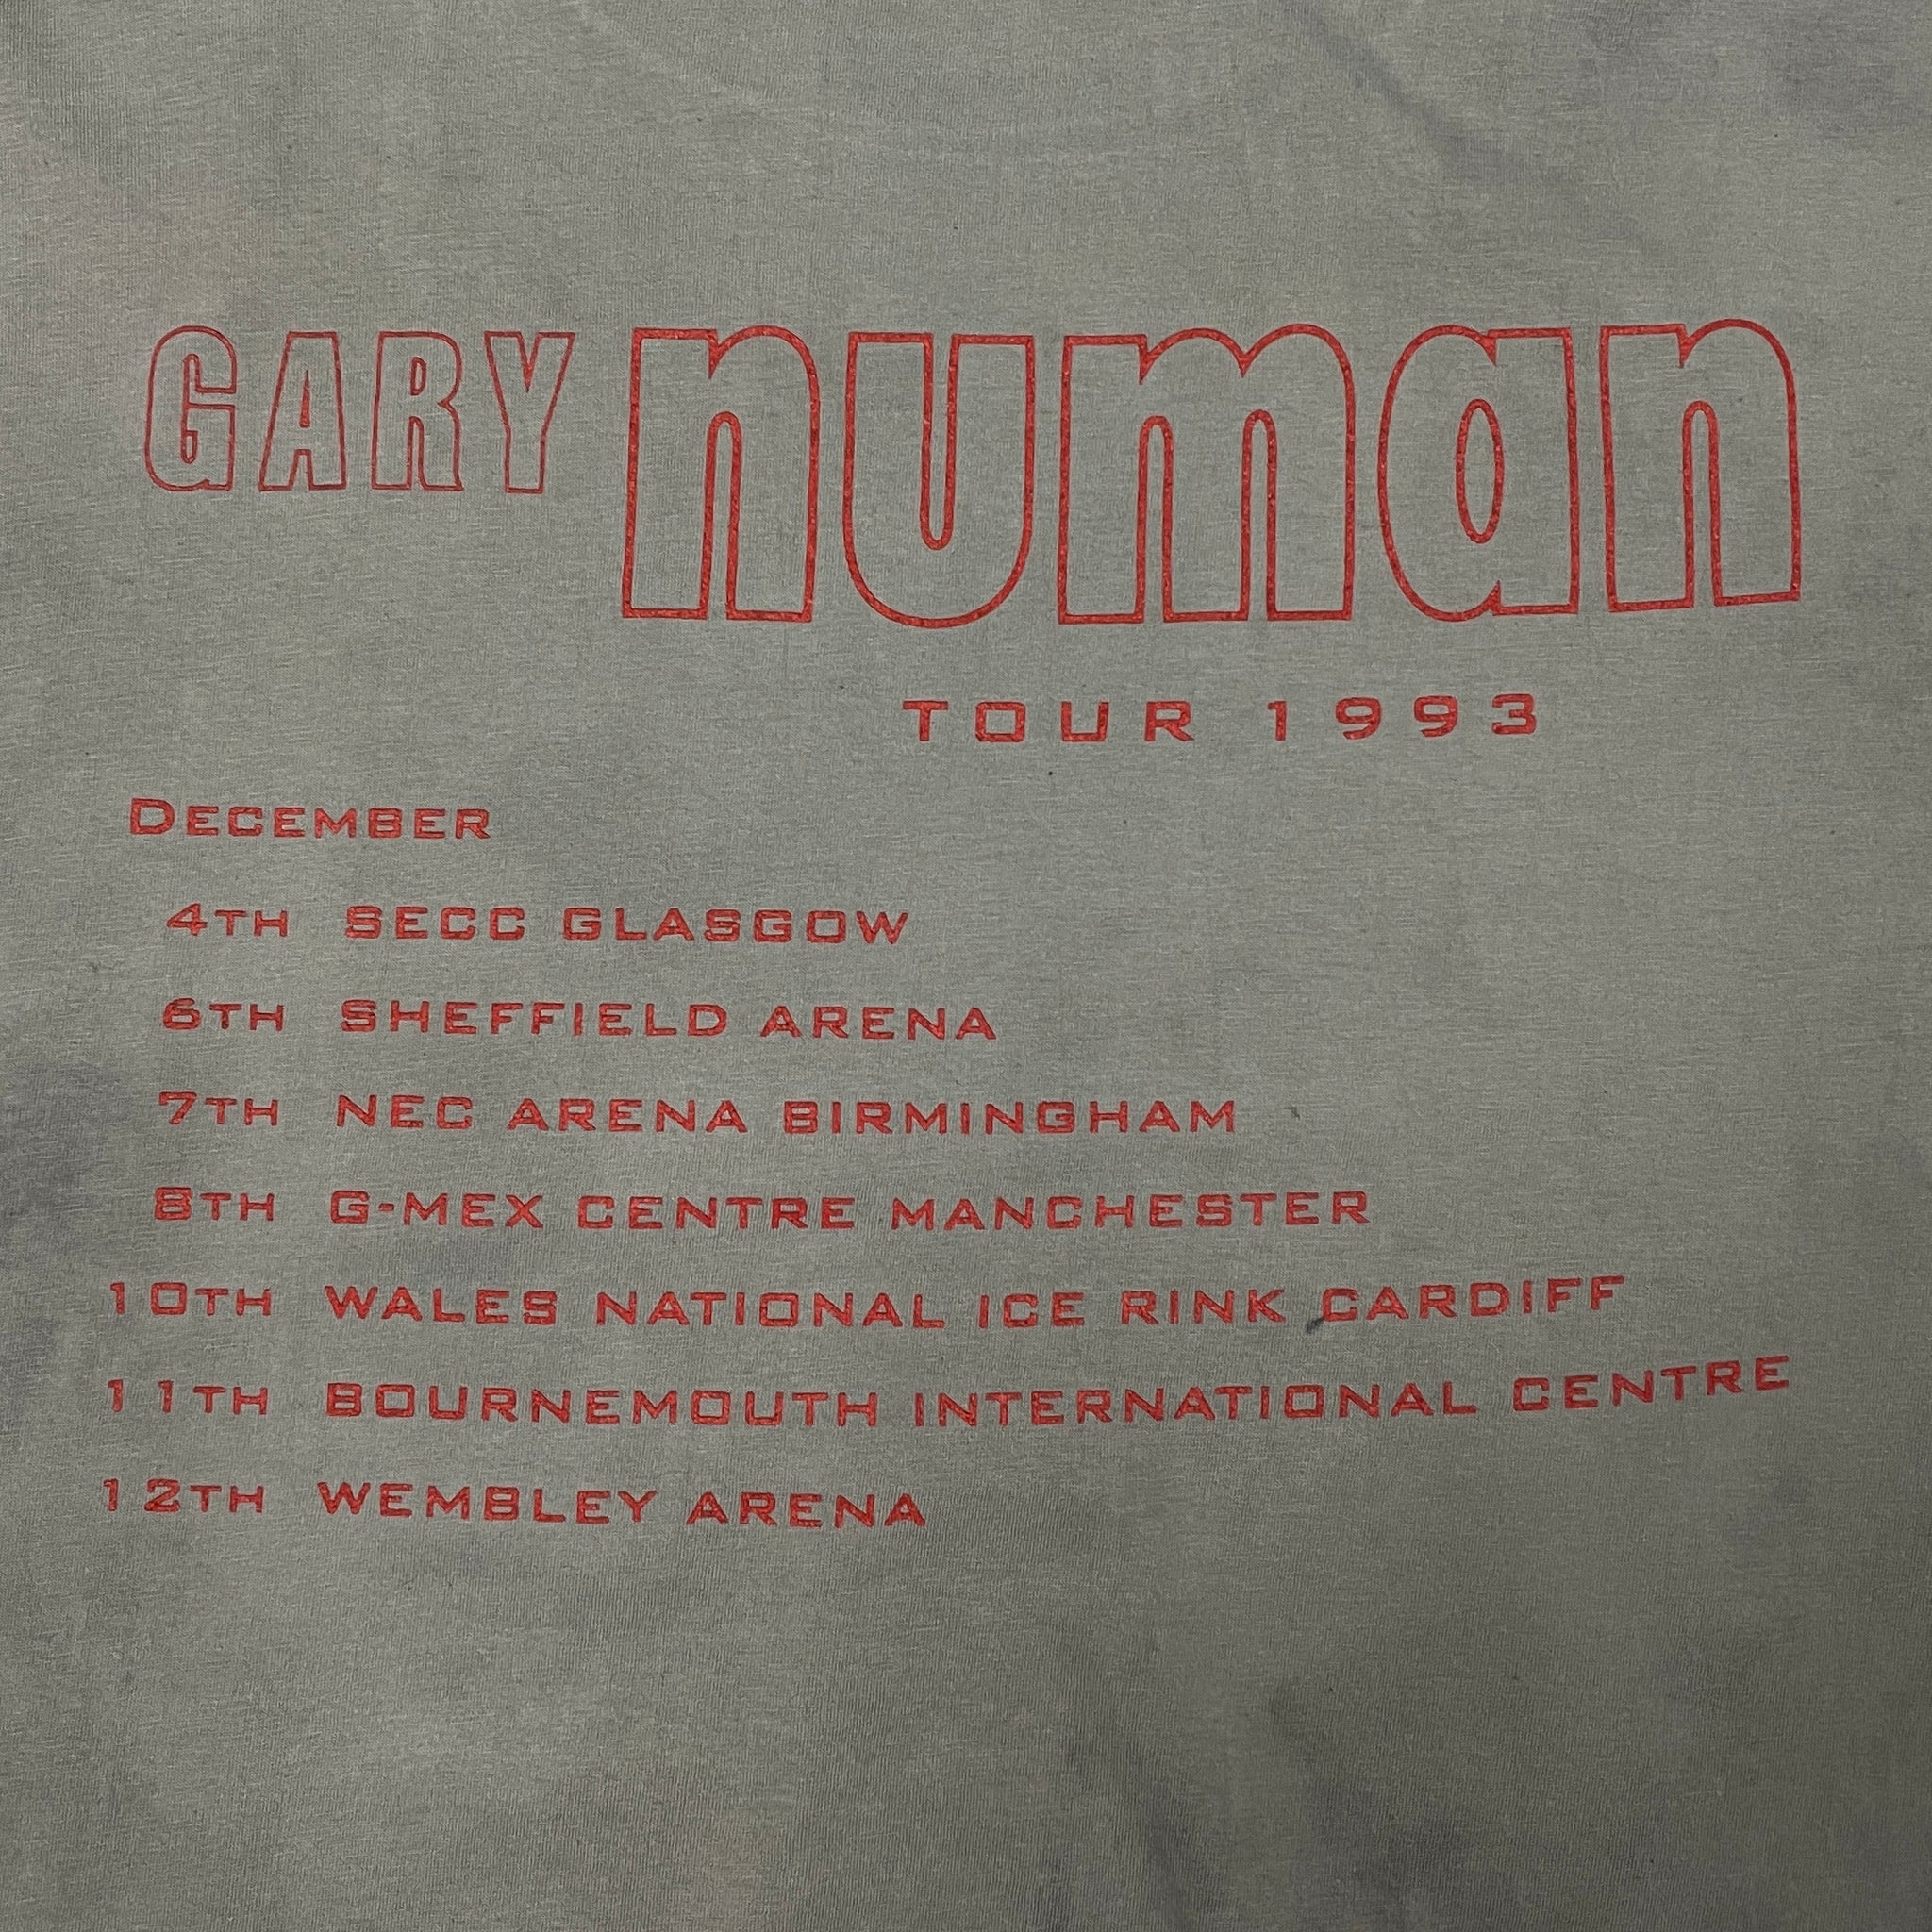 GARY numan
TOUR 1993
DECEMBER
4TH SECC GLASGOW
6TH SHEFFIELD ARENA
7TH NEC ARENA BIRMINGHAM
8TH G-MEX CENTRE MANCHESTER
10TH WALES NATIONAL ICE RINK CARDIFF
11TH BOURNEMOUTH INTERNATIONAL CENTRE
12TH WEMBLEY ARENA